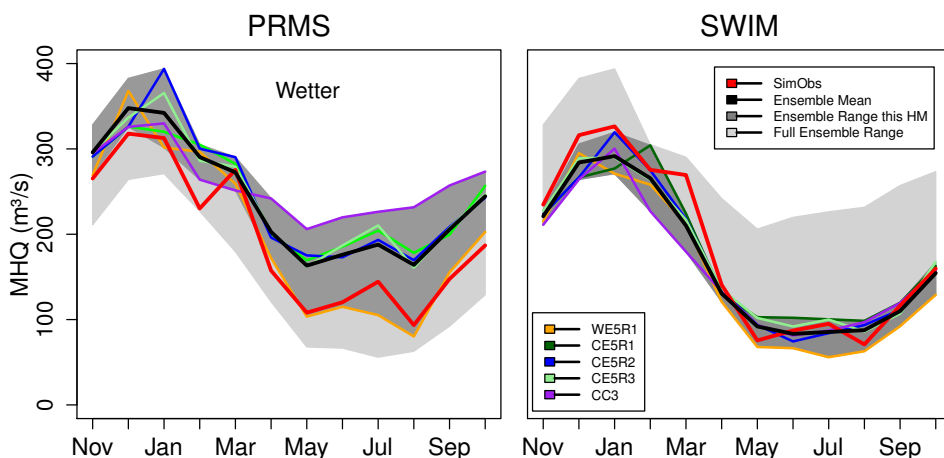 PRMS
SWIM
MHQ (m³/s)
400
300
200
100
0
Wetter
SimObs
Ensemble Mean
Ensemble Range this HM
Full Ensemble Range
WE5R1
CE5R1
CE5R2
CE5R3
CC3
Nov Jan Mar May Jul Sep
Nov Jan Mar May Jul Sep